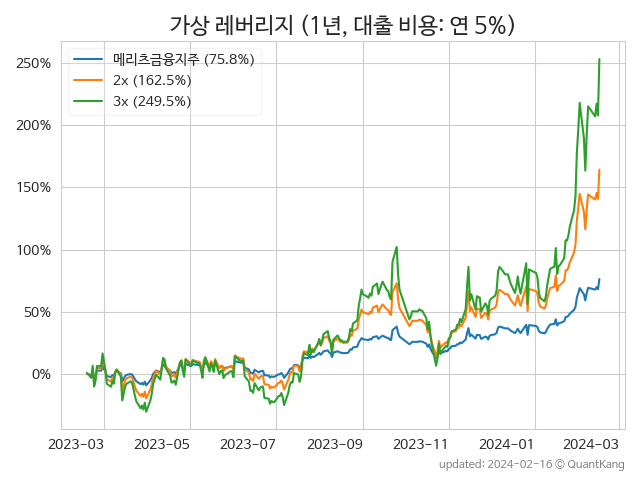 가상 레버리지 (1년, 대출 비용: 연 5%)
메리츠금융지주 (75.8%)
2x (162.5%)
3x (249.5%)
250%
200%
150%
100%
50%
0%
2023-03 2023-05 2023-07 2023-09 2023-11 2024-01 2024-03
updated: 2024-02-16 © QuantKang